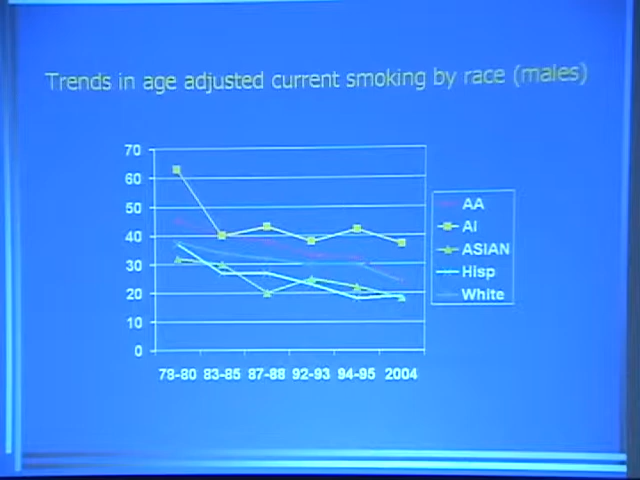 Trends in age adjusted current smoking by race (males)
70
60
50
40
30
20
10
0
78-80 83-85 87-88 92-93 94-95 2004
AA
AI
ASIAN
Hisp
White